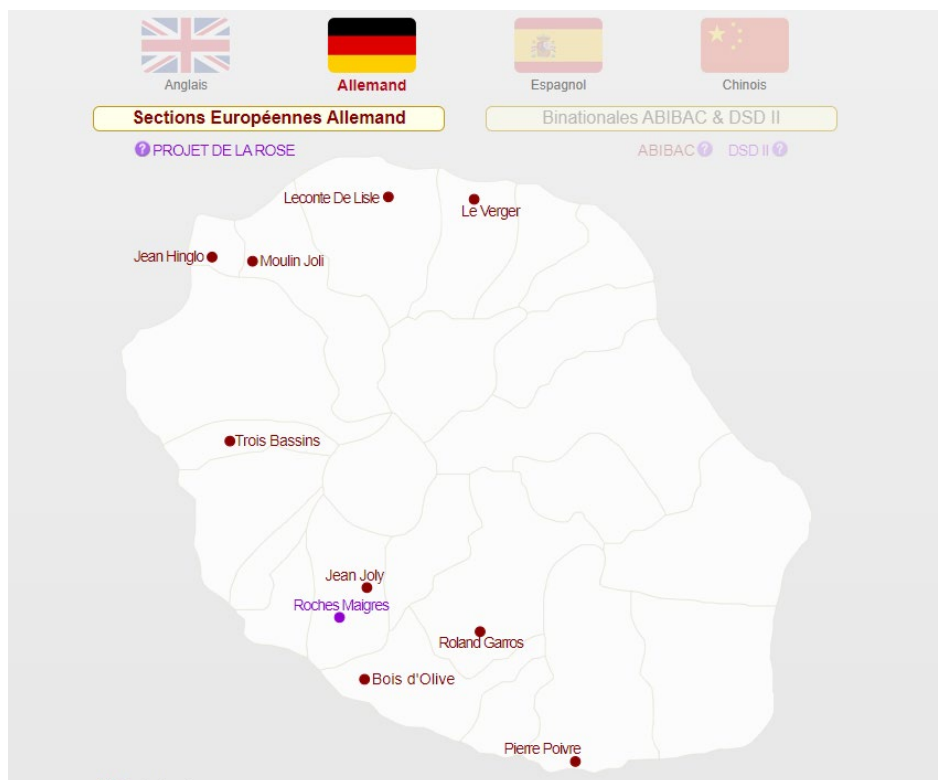 Anglais Allemand Espagnol Chinois
Sections Européennes Allemand Binationales ABIBAC & DSD II
? PROJET DE LA ROSE ABIBAC ? DSD II ?
Leconte De Lisle
Le Verger
Jean Hinglo
Moulin Joli
Trois Bassins
Jean Joly
Roches Maigres
Roland Garros
Bois d'Olive
Pierre Poivre